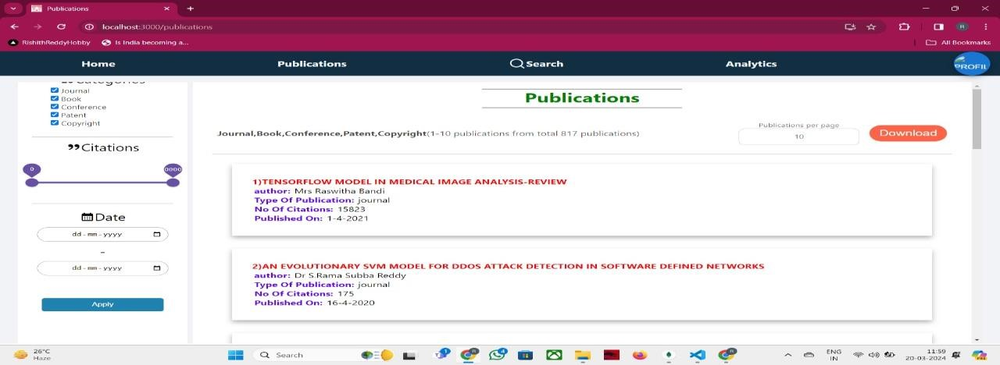 Publications
localhost:3000/publications
RishithReddyHobby
Is India becoming a...
All Bookmarks
Home
Publications
Search
Analytics
PROFIL
Categories
Journal
Book
Conference
Patent
Copyright
Citations
0
0000
Date
dd-mm-yyyy
-
dd-mm-yyyy
Apply
Publications
Journal,Book,Conference,Patent,Copyright(1-10 publications from total 817 publications)
Publications per page
10
Download
1)TENSORFLOW MODEL IN MEDICAL IMAGE ANALYSIS-REVIEW
author: Mrs Raswitha Bandi
Type Of Publication: journal
No Of Citations: 15823
Published On: 1-4-2021
2)AN EVOLUTIONARY SVM MODEL FOR DDOS ATTACK DETECTION IN SOFTWARE DEFINED NETWORKS
author: Dr S.Rama Subba Reddy
Type Of Publication: journal
No Of Citations: 175
Published On: 16-4-2020
26°C
Haze
Search
ENG
IN
11:59
20-03-2024